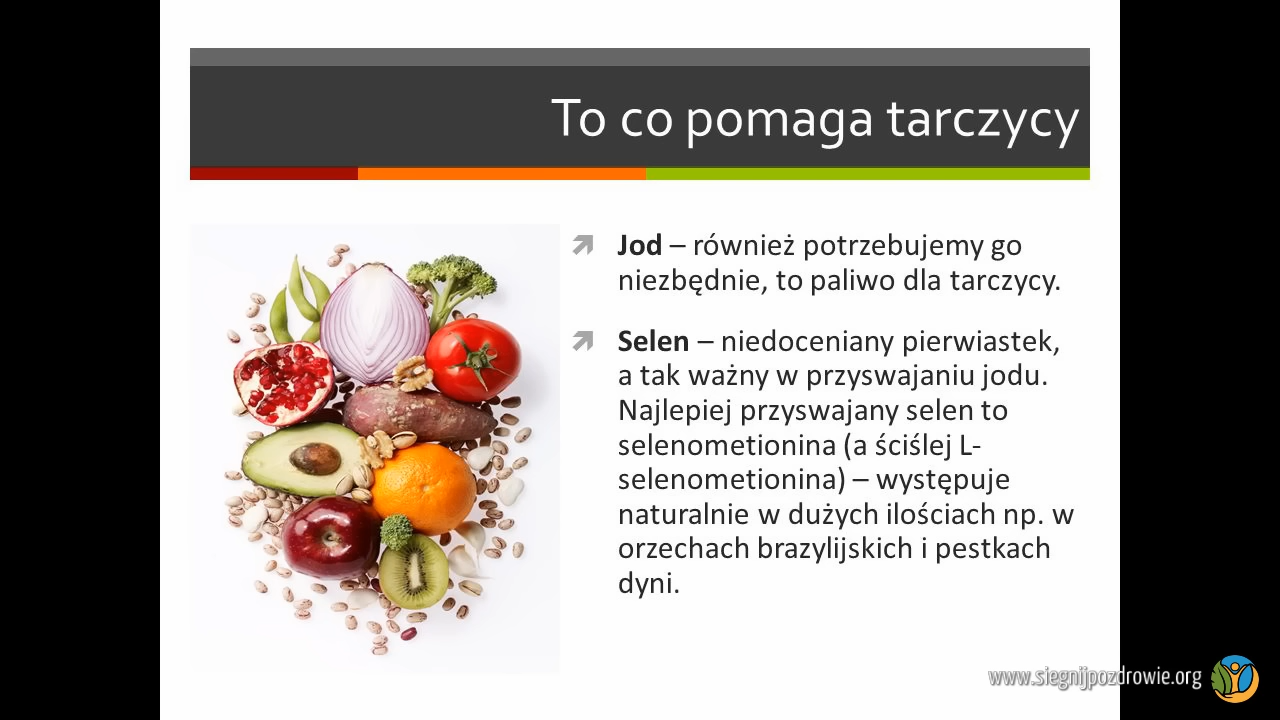 To co pomaga tarczycy
Jod – również potrzebujemy go
niezbędnie, to paliwo dla tarczycy.
Selen – niedoceniany pierwiastek,
a tak ważny w przyswajaniu jodu.
Najlepiej przyswajany selen to
selenometionina (a ściślej L-
selenometionina) – występuje
naturalnie w dużych ilościach np. w
orzechach brazylijskich i pestkach
dyni.
www.siegnijpozdrowie.org